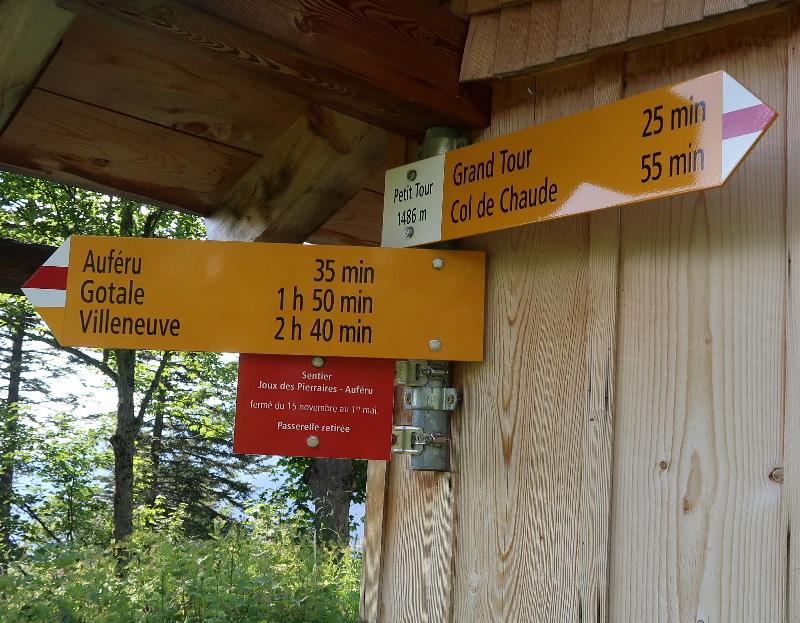 Petit Tour
1486 m
Grand Tour 25 min
Col de Chaude 55 min
Auféru 35 min
Gotale 1 h 50 min
Villeneuve 2 h 40 min
Sentier
Joux des Pierraires - Auféru
fermé du 15 novembre au 1er mai.
Passerelle retirée